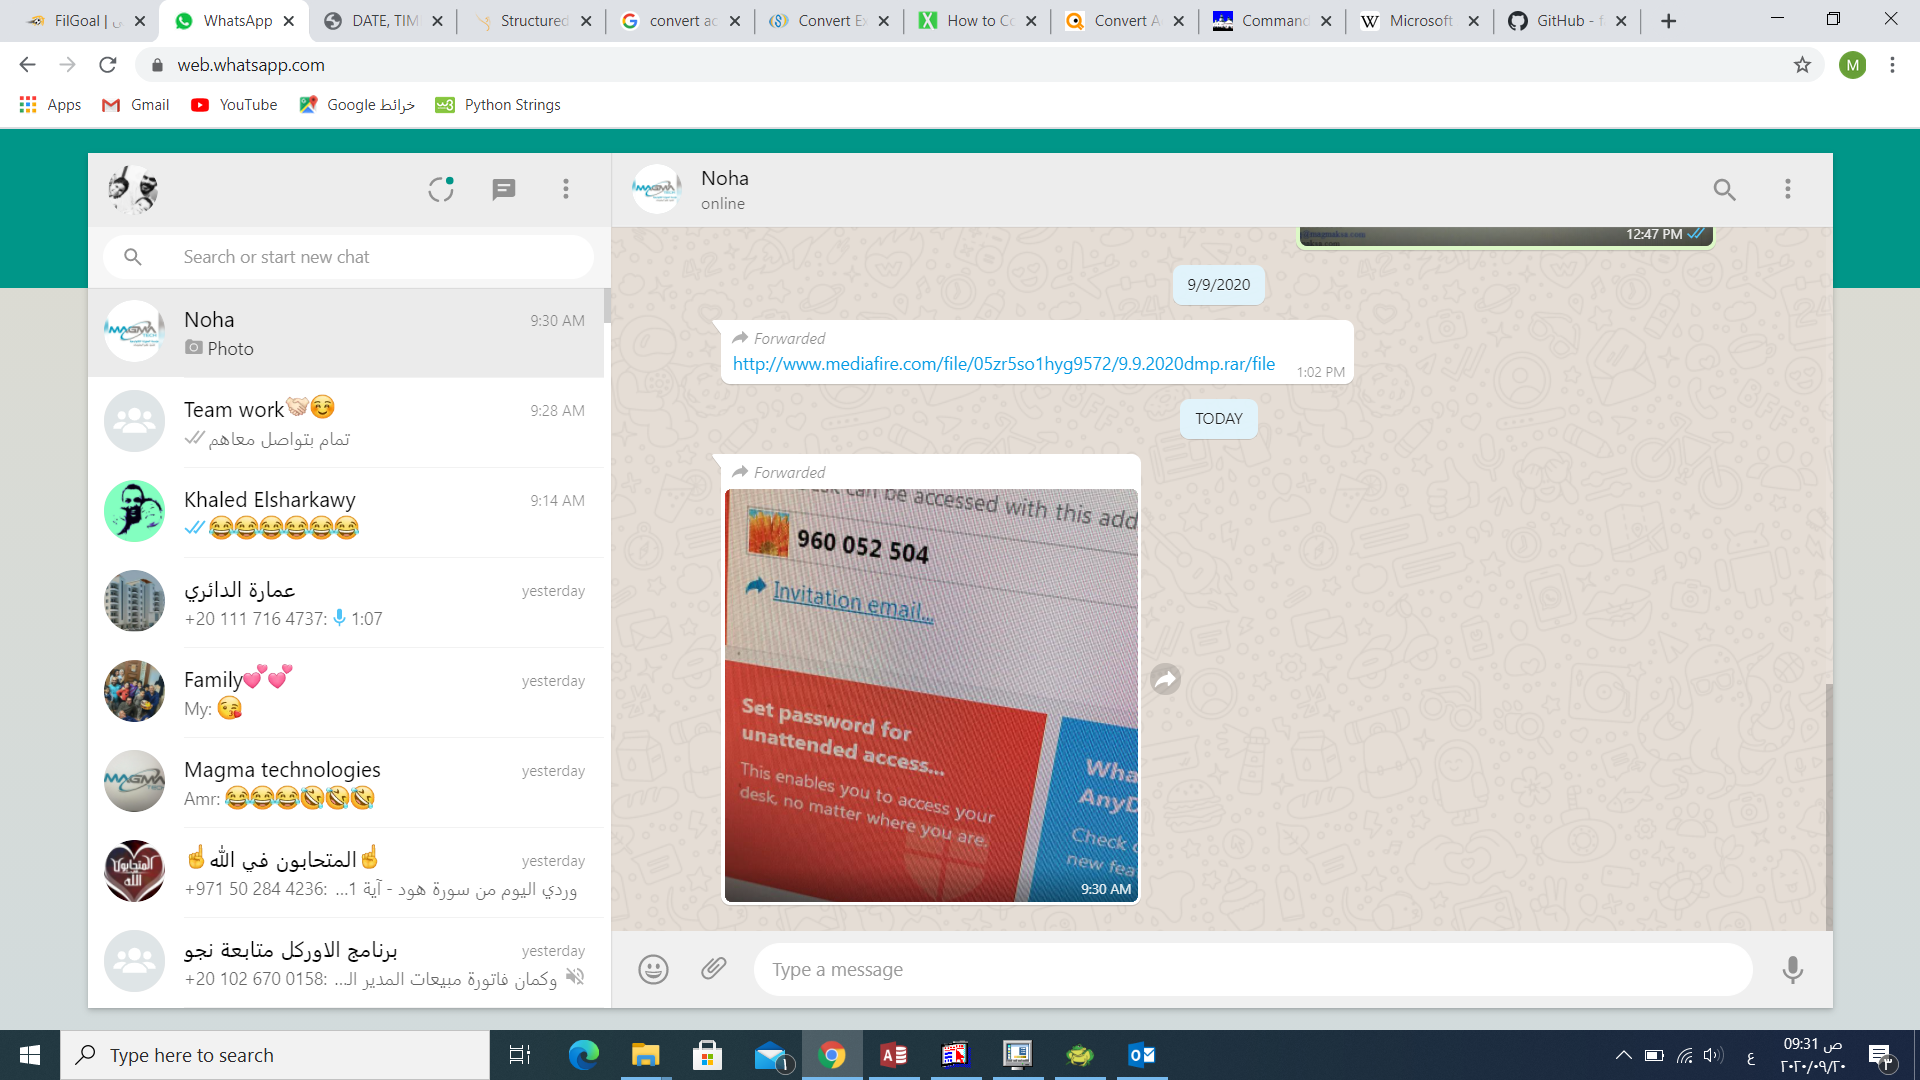 FilGoal |
WhatsApp
DATE, TIM
Structured
convert ac
Convert Ex
How to Co
Convert A
Command
Microsoft
GitHub - f
web.whatsapp.com
M
Apps
Gmail
YouTube
Google خرائط
Python Strings
Search or start new chat
Noha
9:30 AM
Photo
Team work🤝🏻☺️
9:28 AM
تمام بتواصل معاهم
Khaled Elsharkawy
9:14 AM
😂😂😂😂😂😂
عمارة الدائري
yesterday
+20 111 716 4737: 1:07
Family💕💕
yesterday
My: 😘
MAGMA
Magma technologies
yesterday
Amr: 😂😂😂🤣🤣🤣
☝المتحابون في الله☝
yesterday
+971 50 284 4236: وردي اليوم من سورة هود - آية 1...
برنامج الاوركل متابعة نجو
yesterday
+20 102 670 0158: وكمان فاتورة مبيعات المدير الـ...
Noha
online
12:47 PM
9/9/2020
Forwarded
http://www.mediafire.com/file/05zr5so1hyg9572/9.9.2020dmp.rar/file
1:02 PM
TODAY
Forwarded
can be accessed with this add
960 052 504
Invitation email...
Set password for
unattended access...
This enables you to access your
desk, no matter where you are.
Wha
AnyD
Check
new fea
9:30 AM
Type a message
Type here to search
ع
09:31 ص
٢٠٢٠/٠٩/٢٠